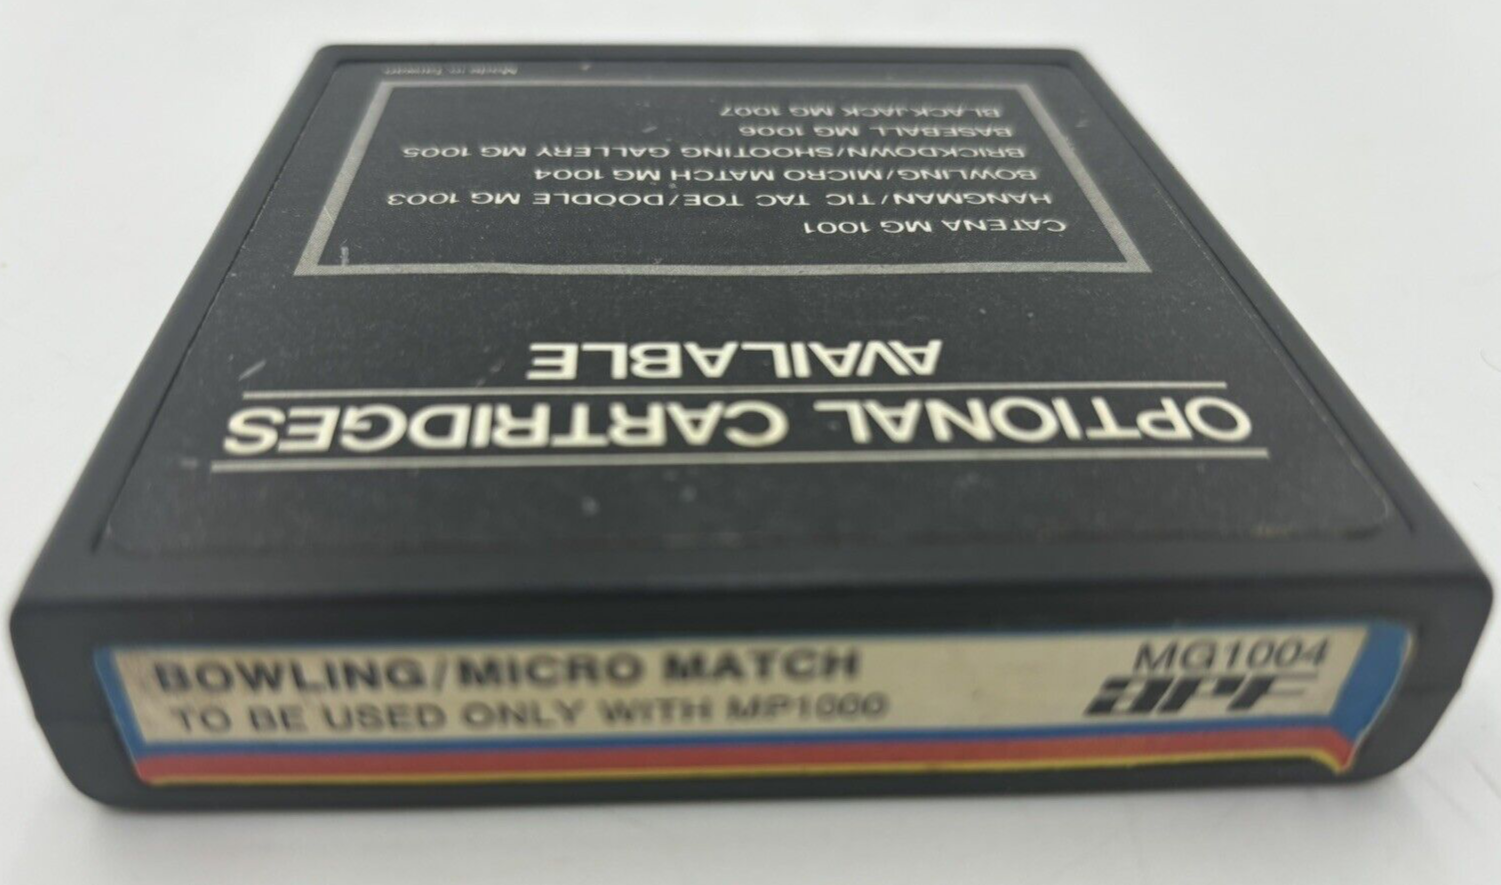 OPTIONAL CARTRIDGES
AVAILABLE
CATENA MG 1001
HANGMAN/TIC TAC TOE/DOODLE MG 1003
BOWLING/MICRO MATCH MG 1004
BRICKDOWN/SHOOTING GALLERY MG 1005
BASEBALL MG 1006
BLACKJACK MG 1007
BOWLING/MICRO MATCH
TO BE USED ONLY WITH MP1000
MG1004
apf